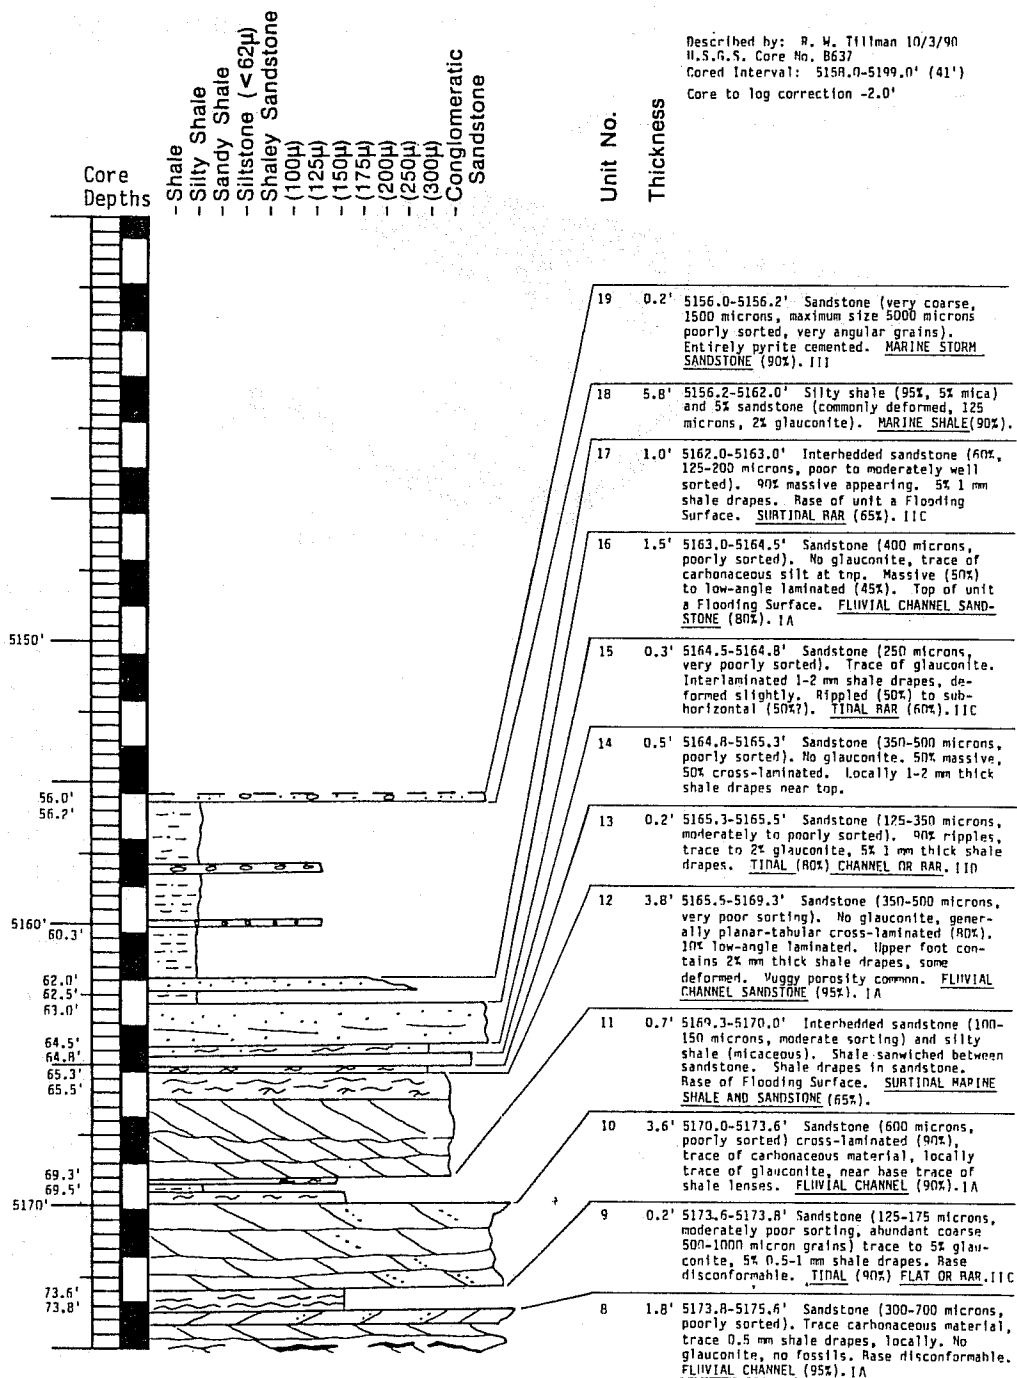 Described by: R. W. Tillman 10/3/90
U.S.G.S. Core No. B637
Cored Interval: 5158.0-5199.0' (41')
Core to log correction -2.0'
Core
Depths
- Shale
- Silty Shale
- Sandy Shale
- Siltstone (<62μ)
- Shaley Sandstone
- (100μ)
- (125μ)
- (150μ)
- (175μ)
- (200μ)
- (250μ)
- (300μ)
- Conglomeratic
Sandstone
Unit No.
Thickness
19 0.2' 5156.0-5156.2' Sandstone (very coarse,
1500 microns, maximum size 5000 microns
poorly sorted, very angular grains).
Entirely pyrite cemented. MARINE STORM
SANDSTONE (90%). III
18 5.8' 5156.2-5162.0' Silty shale (95%, 5% mica)
and 5% sandstone (commonly deformed, 125
microns, 2% glauconite). MARINE SHALE(90%).
17 1.0' 5162.0-5163.0' Interbedded sandstone (60%,
125-200 microns, poor to moderately well
sorted). 90% massive appearing. 5% 1 mm
shale drapes. Base of unit a Flooding
Surface. SUBTIDAL BAR (65%). IIC
16 1.5' 5163.0-5164.5' Sandstone (400 microns,
poorly sorted). No glauconite, trace of
carbonaceous silt at top. Massive (50%)
to low-angle laminated (45%). Top of unit
a Flooding Surface. FLUVIAL CHANNEL SAND-
STONE (80%). IA
15 0.3' 5164.5-5164.8' Sandstone (250 microns,
very poorly sorted). Trace of glauconite.
Interlaminated 1-2 mm shale drapes, de-
formed slightly. Rippled (50%) to sub-
horizontal (50%?). TIDAL BAR (60%). IIC
14 0.5' 5164.8-5165.3' Sandstone (350-500 microns,
poorly sorted). No glauconite. 50% massive,
50% cross-laminated. Locally 1-2 mm thick
shale drapes near top.
13 0.2' 5165.3-5165.5' Sandstone (125-350 microns,
moderately to poorly sorted). 90% ripples,
trace to 2% glauconite, 5% 1 mm thick shale
drapes. TIDAL (80%) CHANNEL OR BAR. IID
12 3.8' 5165.5-5169.3' Sandstone (350-500 microns,
very poor sorting). No glauconite, gener-
ally planar-tabular cross-laminated (80%).
10% low-angle laminated. Upper foot con-
tains 2% mm thick shale drapes, some
deformed. Vuggy porosity common. FLUVIAL
CHANNEL SANDSTONE (95%). IA
11 0.7' 5169.3-5170.0' Interbedded sandstone (100-
150 microns, moderate sorting) and silty
shale (micaceous). Shale sanwiched between
sandstone. Shale drapes in sandstone.
Base of Flooding Surface. SUBTIDAL MARINE
SHALE AND SANDSTONE (65%).
10 3.6' 5170.0-5173.6' Sandstone (600 microns,
poorly sorted) cross-laminated (90%),
trace of carbonaceous material, locally
trace of glauconite, near base trace of
shale lenses. FLUVIAL CHANNEL (90%). IA
9 0.2' 5173.6-5173.8' Sandstone (125-175 microns,
moderately poor sorting, abundant coarse
500-1000 micron grains) trace to 5% glau-
conite, 5% 0.5-1 mm shale drapes. Base
disconformable. TIDAL (90%) FLAT OR BAR. IIC
8 1.8' 5173.8-5175.6' Sandstone (300-700 microns,
poorly sorted). Trace carbonaceous material,
trace 0.5 mm shale drapes, locally. No
glauconite, no fossils. Base disconformable.
FLUVIAL CHANNEL (95%). IA
5150'
56.0'
56.2'
5160'
60.3'
62.0'
62.5'
63.0'
64.5'
64.8'
65.3'
65.5'
69.3'
69.5'
5170'
73.6'
73.8'